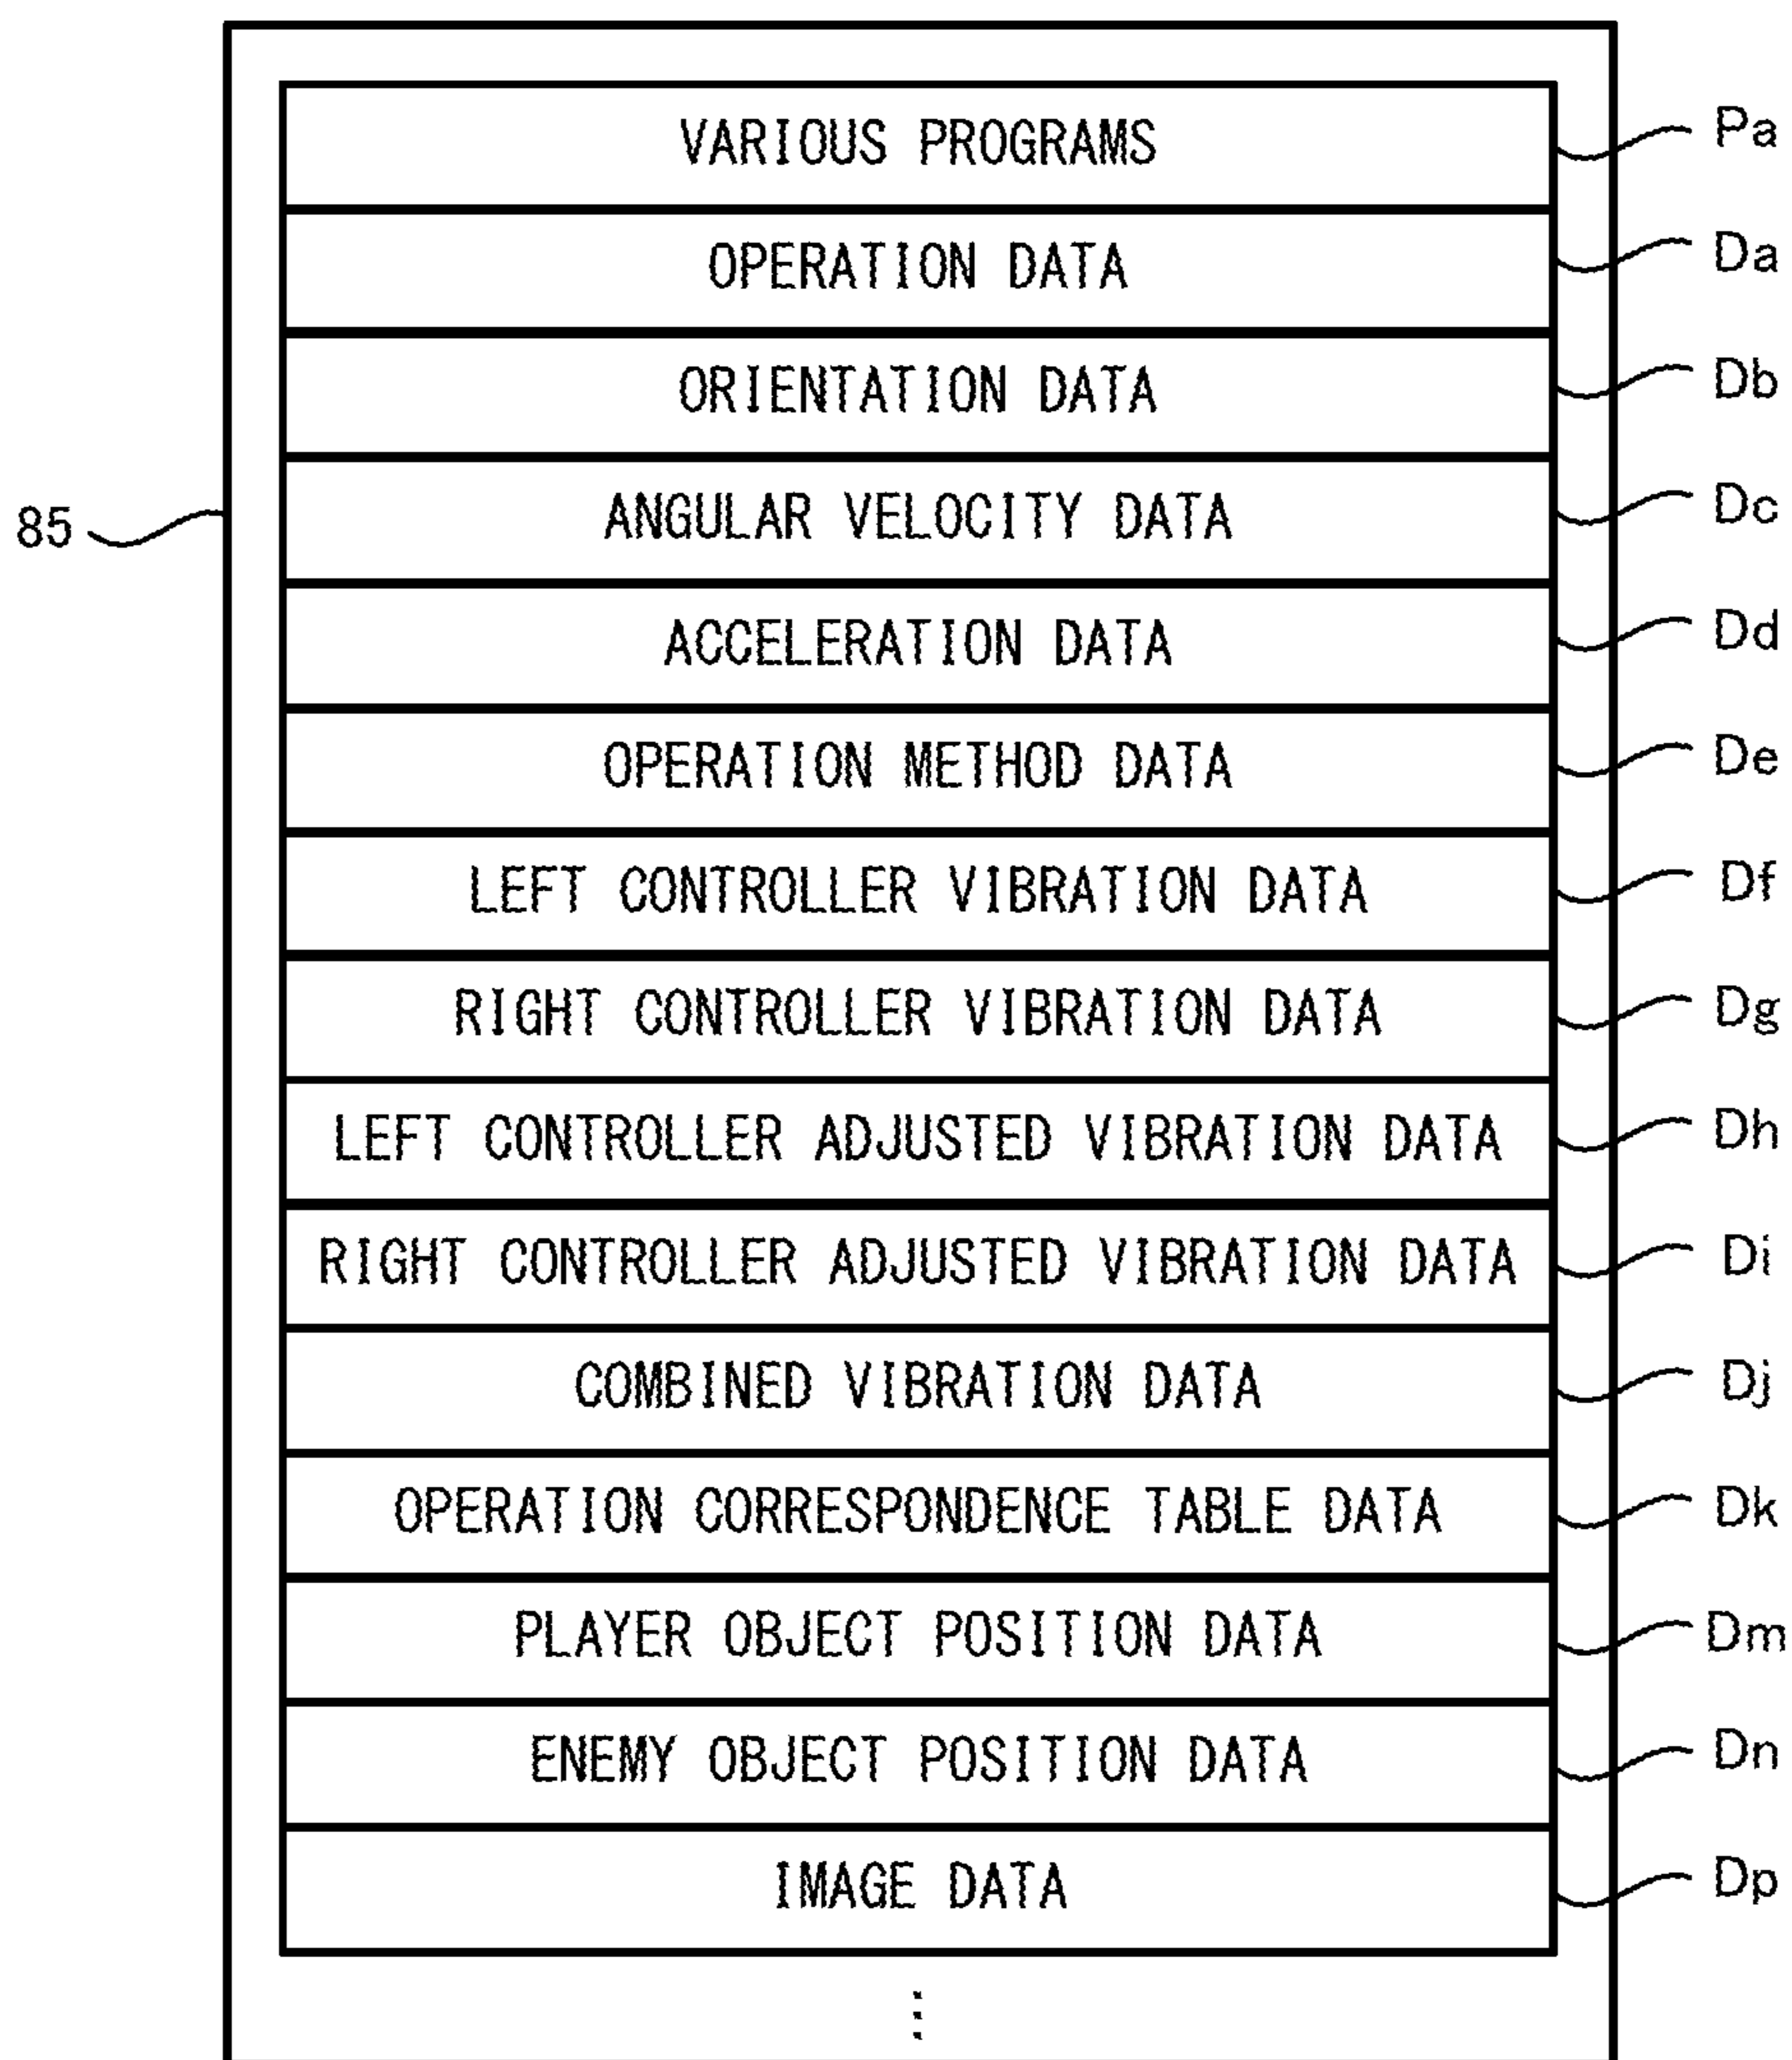 VARIOUS PROGRAMS Pa
OPERATION DATA Da
ORIENTATION DATA Db
85 ANGULAR VELOCITY DATA Dc
ACCELERATION DATA Dd
OPERATION METHOD DATA De
LEFT CONTROLLER VIBRATION DATA Df
RIGHT CONTROLLER VIBRATION DATA Dg
LEFT CONTROLLER ADJUSTED VIBRATION DATA Dh
RIGHT CONTROLLER ADJUSTED VIBRATION DATA Di
COMBINED VIBRATION DATA Dj
OPERATION CORRESPONDENCE TABLE DATA Dk
PLAYER OBJECT POSITION DATA Dm
ENEMY OBJECT POSITION DATA Dn
IMAGE DATA Dp
⋮